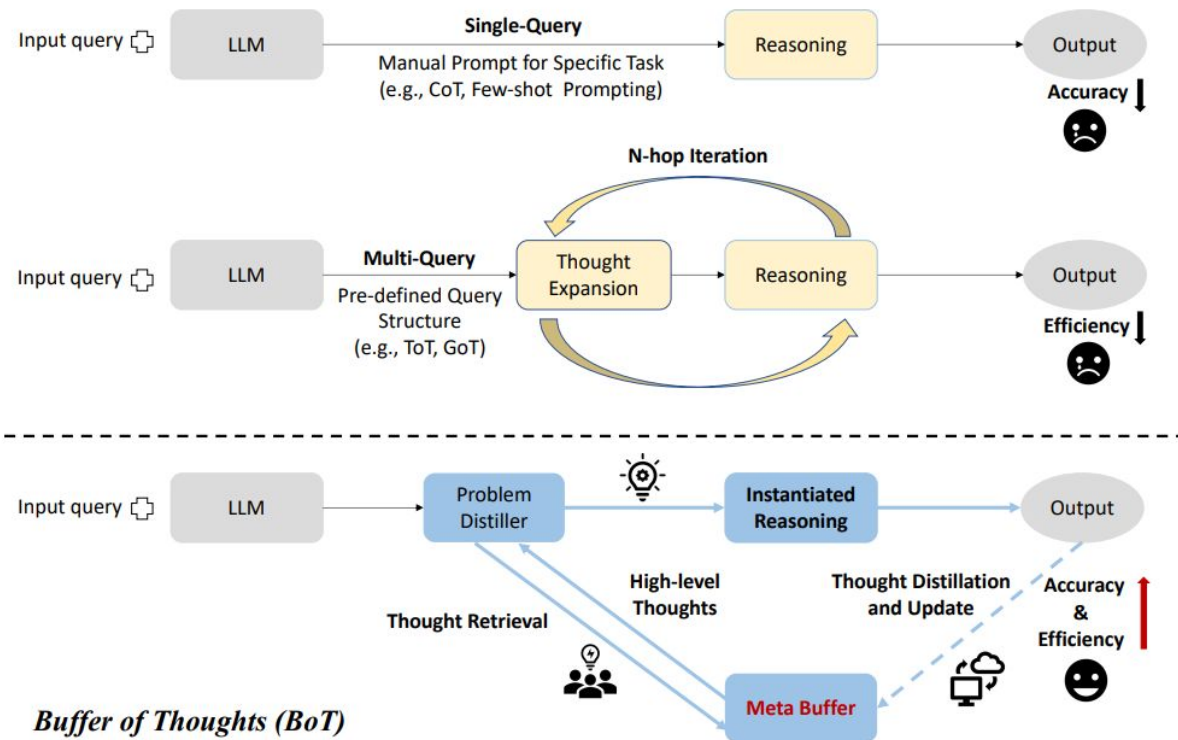 Input query
LLM
Single-Query
Manual Prompt for Specific Task
(e.g., CoT, Few-shot Prompting)
Reasoning
Output
Accuracy
N-hop Iteration
Input query
LLM
Multi-Query
Pre-defined Query
Structure
(e.g., ToT, GoT)
Thought
Expansion
Reasoning
Output
Efficiency
Input query
LLM
Problem
Distiller
Instantiated
Reasoning
Output
Thought Retrieval
High-level
Thoughts
Thought Distillation
and Update
Accuracy
&
Efficiency
Meta Buffer
Buffer of Thoughts (BoT)